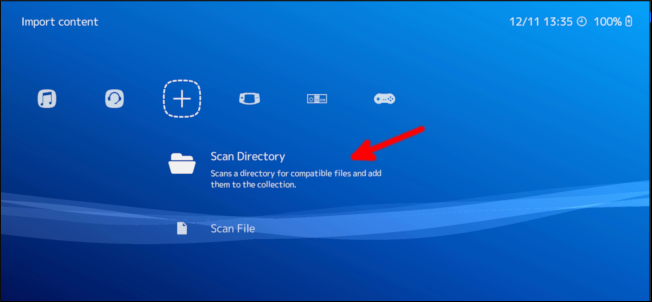 Import content
12/11 13:35 100%
Scan Directory
Scans a directory for compatible files and add
them to the collection.
Scan File